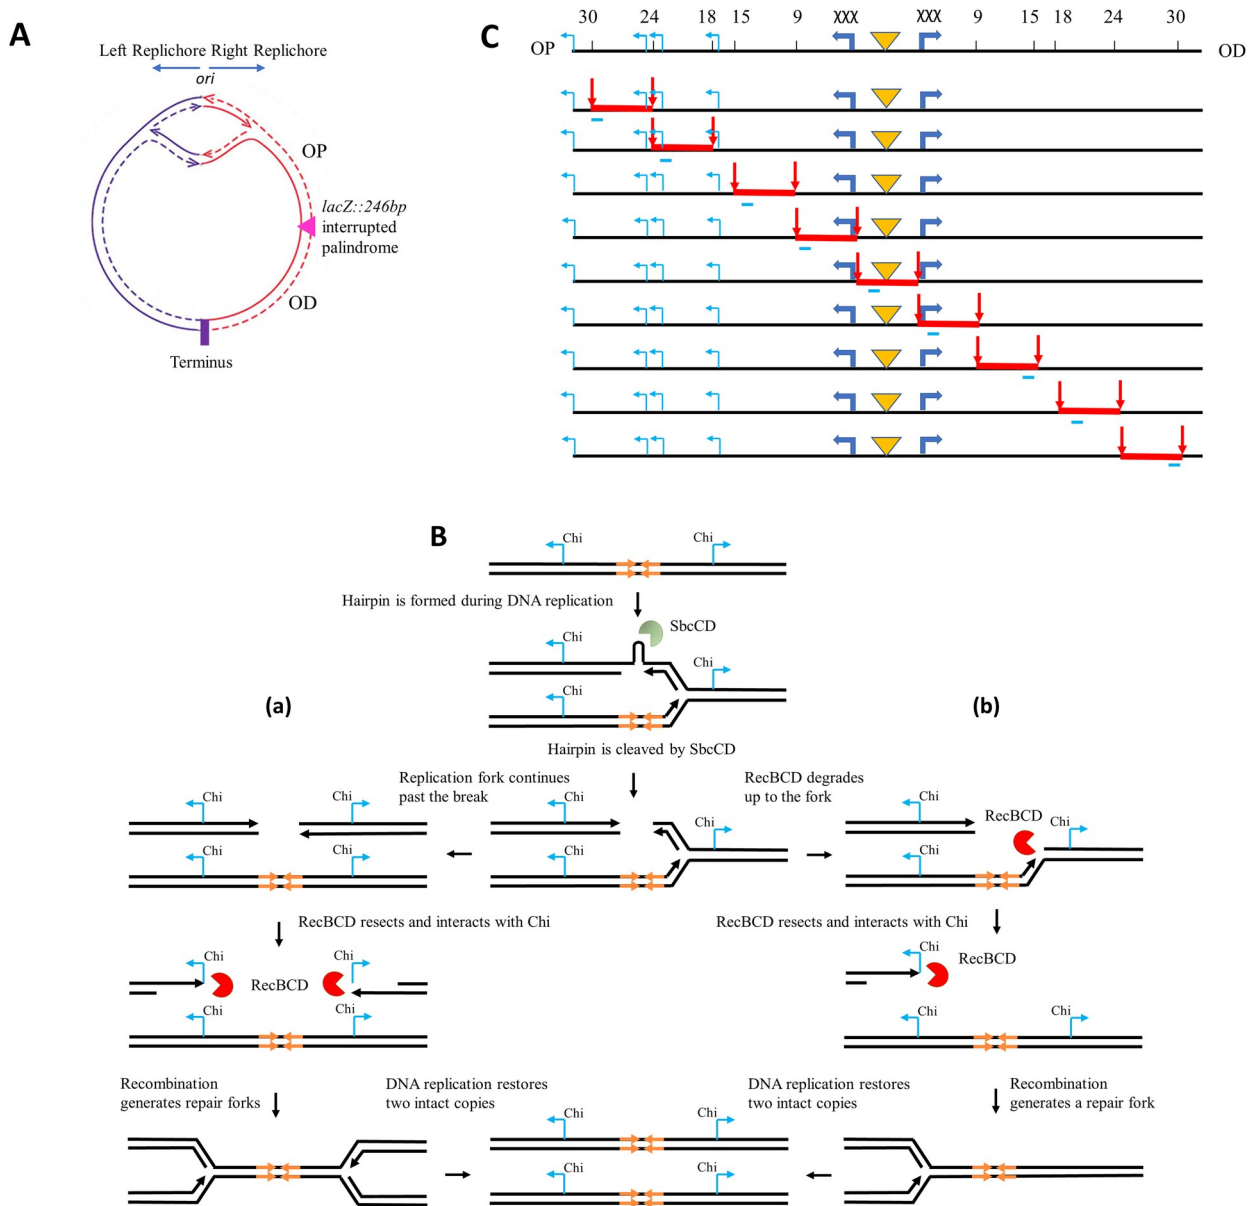 A
Left Replichore Right Replichore
ori
OP
lacZ::246bp
interrupted
palindrome
OD
Terminus
C
30 24 18 15 9 χχχ χχχ 9 15 18 24 30
OP
OD
B
Chi Chi
Hairpin is formed during DNA replication
SbcCD
Chi
Chi
Chi
(a)
(b)
Hairpin is cleaved by SbcCD
Replication fork continues
past the break
RecBCD degrades
up to the fork
Chi Chi
Chi
Chi
Chi
RecBCD
Chi
Chi Chi
Chi
Chi
RecBCD resects and interacts with Chi
RecBCD resects and interacts with Chi
Chi Chi
RecBCD
Chi
RecBCD
Chi Chi
Chi Chi
Recombination
generates repair forks
DNA replication restores
two intact copies
DNA replication restores
two intact copies
Recombination
generates a repair fork
Chi Chi
Chi Chi